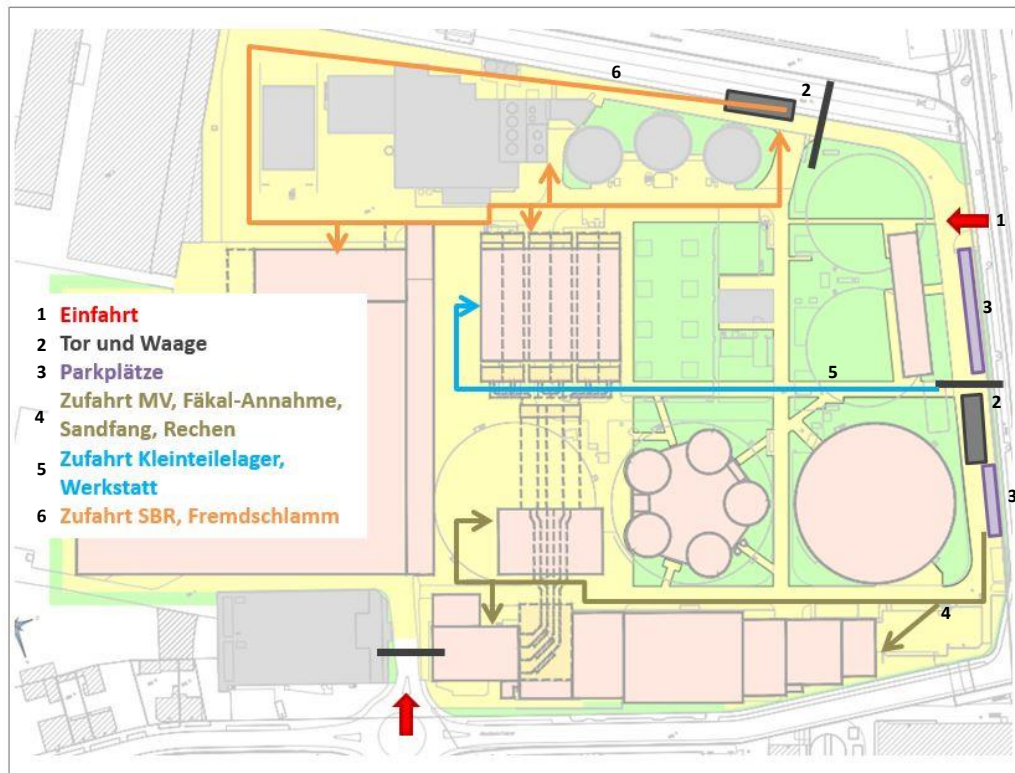 6
2
1
3
1 Einfahrt
2 Tor und Waage
3 Parkplätze
4 Zufahrt MV, Fäkal-Annahme,
Sandfang, Rechen
5 Zufahrt Kleinteilelager,
Werkstatt
6 Zufahrt SBR, Fremdschlamm
5
2
3
4